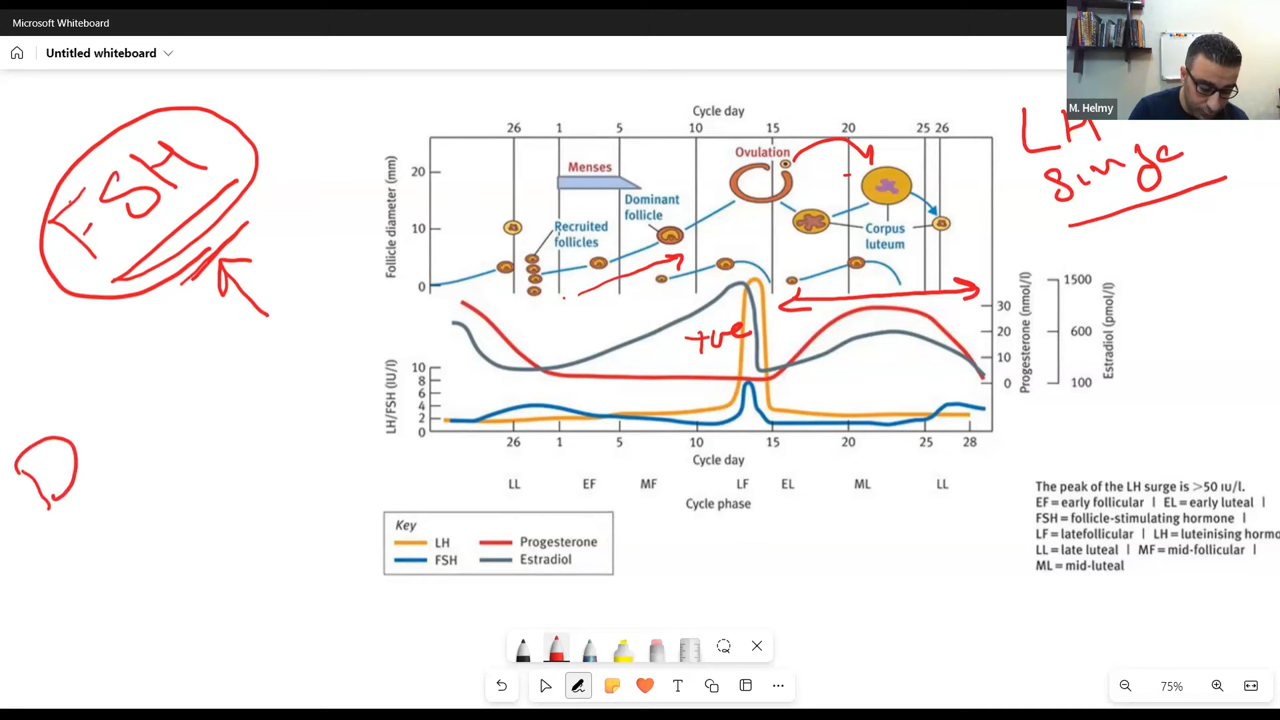 Microsoft Whiteboard
Untitled whiteboard
M. Helmy
FSH
LH
surge
+ve
Cycle day
26 1 5 10 15 20 25 26
Follicle diameter (mm)
20
10
0
Menses
Ovulation
Dominant
follicle
Recruited
follicles
Corpus
luteum
LH/FSH (IU/l)
10
8
6
4
2
0
30
20
10
0
Progesterone (nmol/l)
1500
600
100
Estradiol (pmol/l)
26 1 5 10 15 20 25 28
Cycle day
LL EF MF LF EL ML LL
Cycle phase
Key
LH Progesterone
FSH Estradiol
The peak of the LH surge is >50 IU/l.
EF = early follicular | EL = early luteal |
FSH = follicle-stimulating hormone |
LF = latefollicular | LH = luteinising hormo
LL = late luteal | MF = mid-follicular |
ML = mid-luteal
75%